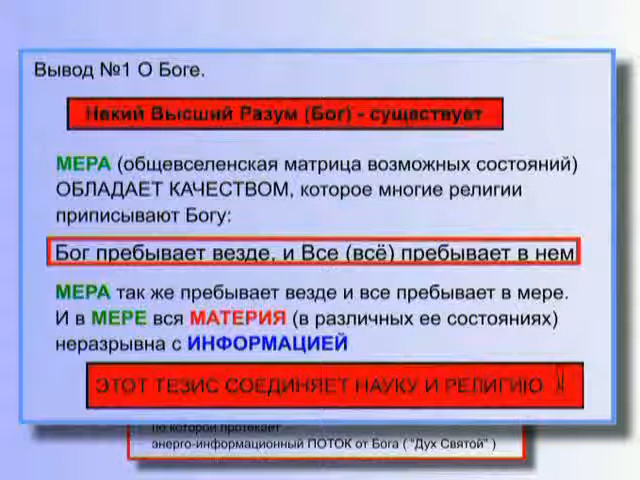 Вывод №1 О Боге.
Некий Высший Разум (Бог) - существует
МЕРА (общевселенская матрица возможных состояний)
ОБЛАДАЕТ КАЧЕСТВОМ, которое многие религии
приписывают Богу:
Бог пребывает везде, и Все (всё) пребывает в нем
МЕРА так же пребывает везде и все пребывает в мере.
И в МЕРЕ вся МАТЕРИЯ (в различных ее состояниях)
неразрывна с ИНФОРМАЦИЕЙ
ЭТОТ ТЕЗИС СОЕДИНЯЕТ НАУКУ И РЕЛИГИЮ
по которой протекает
энерго-информационный ПОТОК от Бога ( "Дух Святой" )